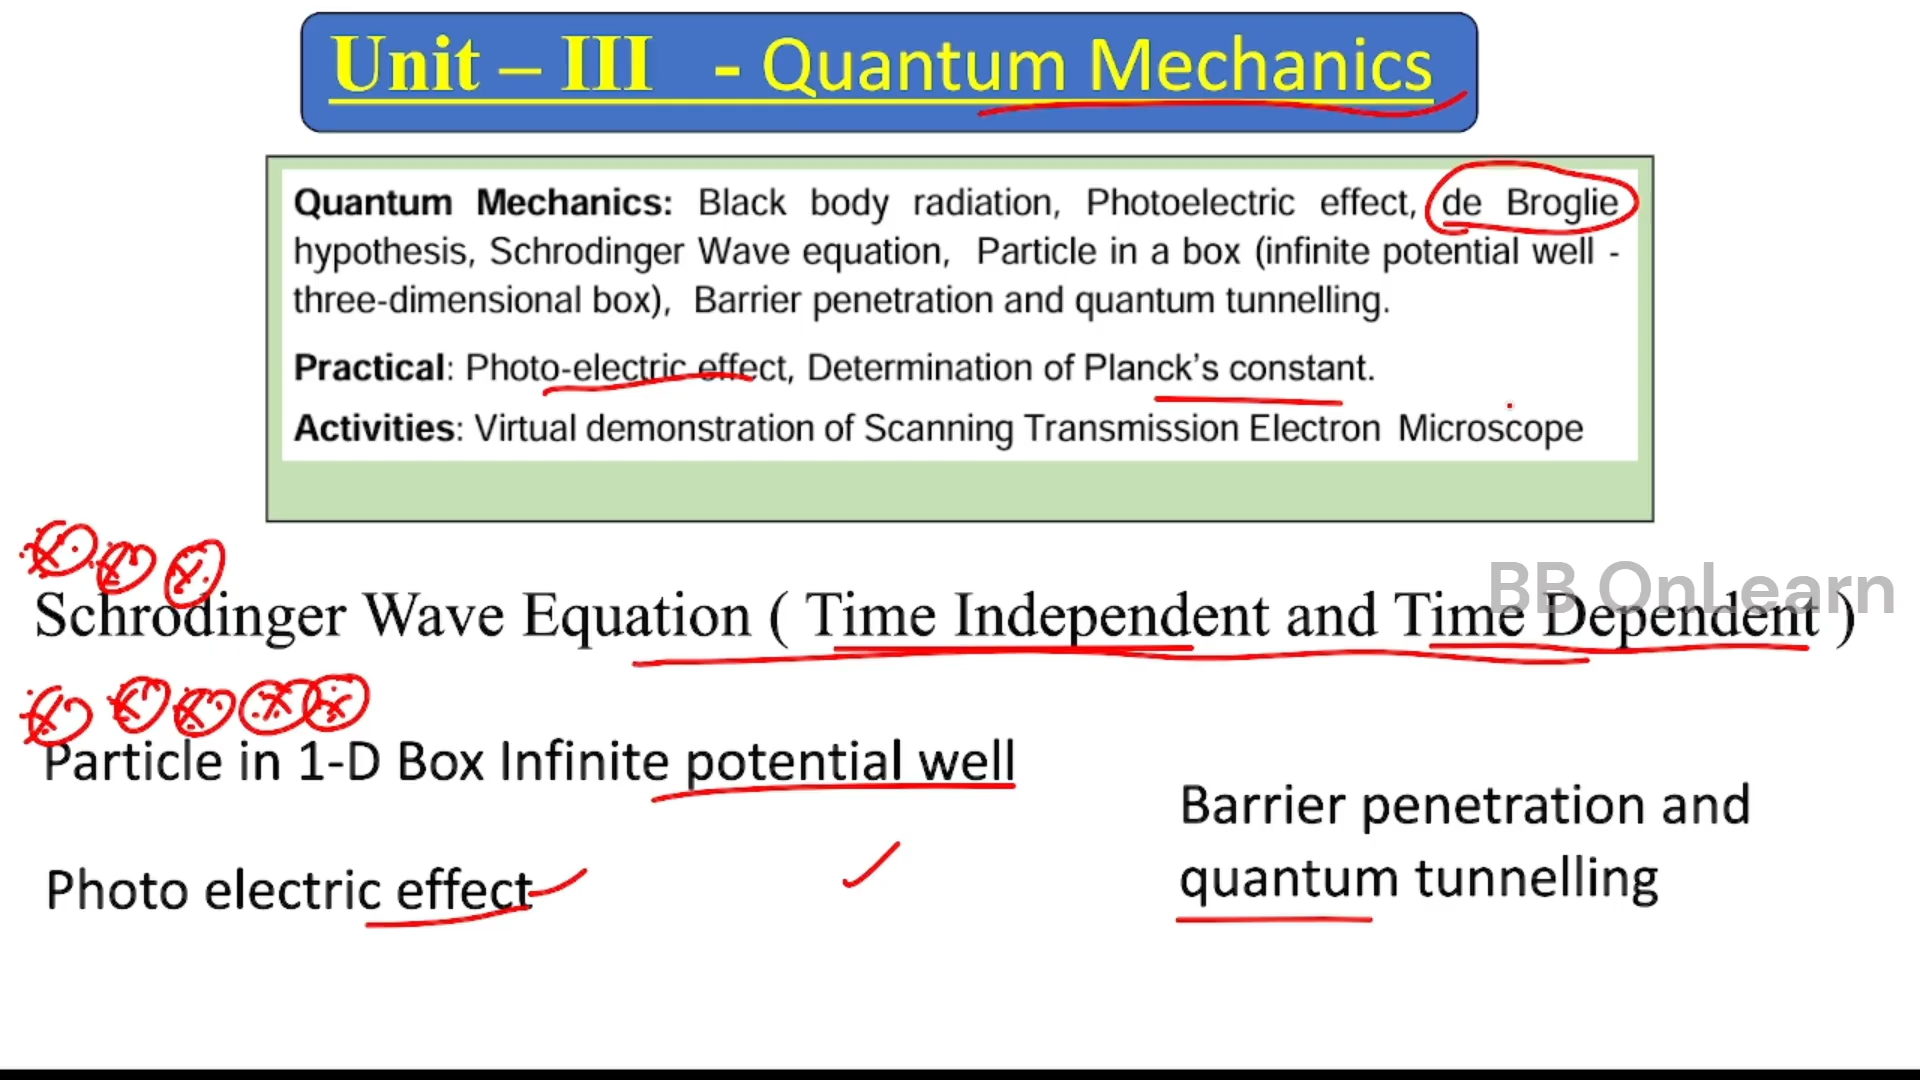 Unit – III - Quantum Mechanics
Quantum Mechanics: Black body radiation, Photoelectric effect, de Broglie
hypothesis, Schrodinger Wave equation, Particle in a box (infinite potential well -
three-dimensional box), Barrier penetration and quantum tunnelling.
Practical: Photo-electric effect, Determination of Planck’s constant.
Activities: Virtual demonstration of Scanning Transmission Electron Microscope
BB OnLearn
Schrodinger Wave Equation ( Time Independent and Time Dependent )
Particle in 1-D Box Infinite potential well
Barrier penetration and
quantum tunnelling
Photo electric effect